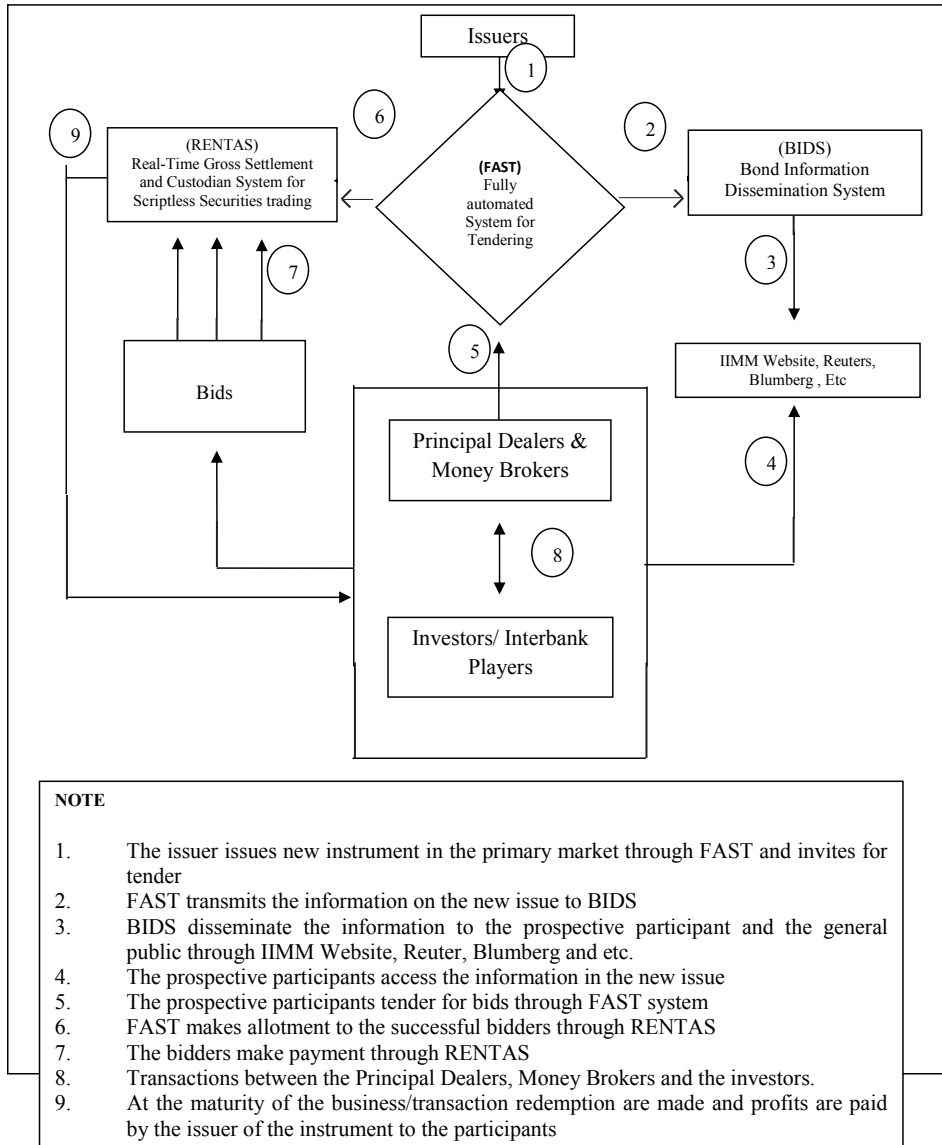 Issuers
1
6
9
2
(RENTAS)
Real-Time Gross Settlement
and Custodian System for
Scriptless Securities trading
(FAST)
Fully
automated
System for
Tendering
(BIDS)
Bond Information
Dissemination System
7
3
5
Bids
IIMM Website, Reuters,
Blumberg , Etc
Principal Dealers &
Money Brokers
4
8
Investors/ Interbank
Players
NOTE
1. The issuer issues new instrument in the primary market through FAST and invites for
tender
2. FAST transmits the information on the new issue to BIDS
3. BIDS disseminate the information to the prospective participant and the general
public through IIMM Website, Reuter, Blumberg and etc.
4. The prospective participants access the information in the new issue
5. The prospective participants tender for bids through FAST system
6. FAST makes allotment to the successful bidders through RENTAS
7. The bidders make payment through RENTAS
8. Transactions between the Principal Dealers, Money Brokers and the investors.
9. At the maturity of the business/transaction redemption are made and profits are paid
by the issuer of the instrument to the participants